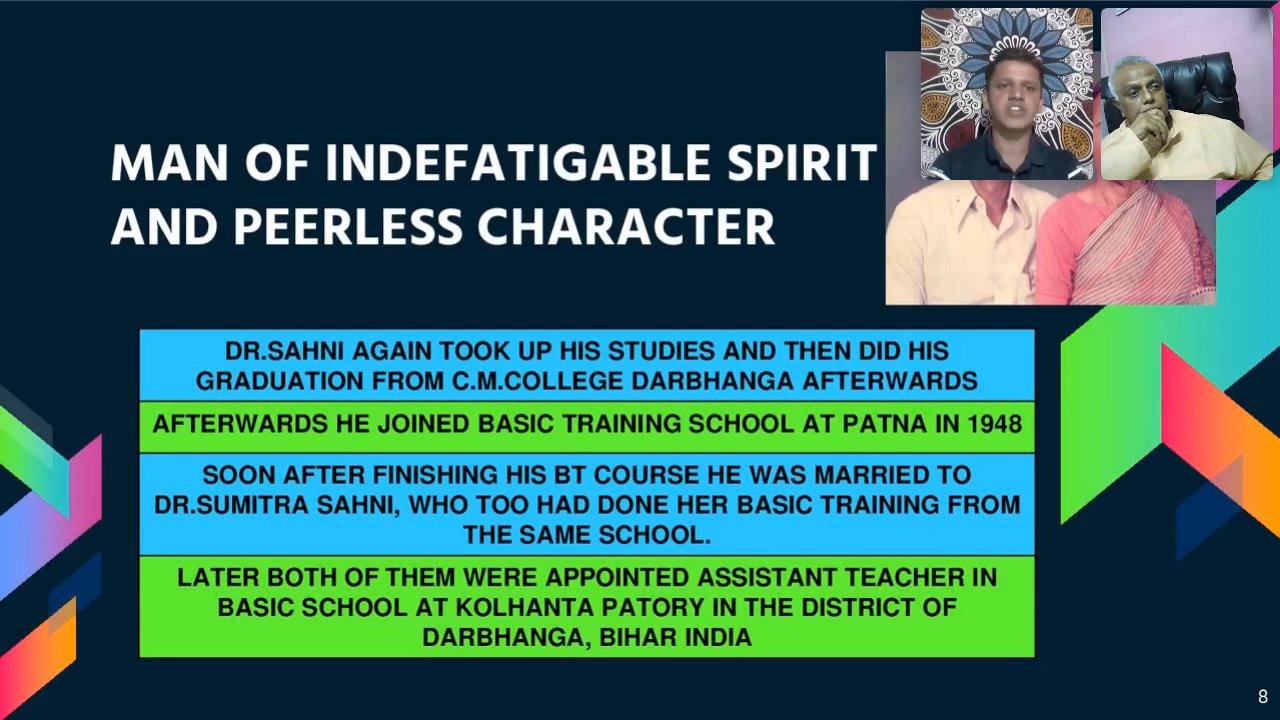 MAN OF INDEFATIGABLE SPIRIT
AND PEERLESS CHARACTER
DR.SAHNI AGAIN TOOK UP HIS STUDIES AND THEN DID HIS
GRADUATION FROM C.M.COLLEGE DARBHANGA AFTERWARDS
AFTERWARDS HE JOINED BASIC TRAINING SCHOOL AT PATNA IN 1948
SOON AFTER FINISHING HIS BT COURSE HE WAS MARRIED TO
DR.SUMITRA SAHNI, WHO TOO HAD DONE HER BASIC TRAINING FROM
THE SAME SCHOOL.
LATER BOTH OF THEM WERE APPOINTED ASSISTANT TEACHER IN
BASIC SCHOOL AT KOLHANTA PATORY IN THE DISTRICT OF
DARBHANGA, BIHAR INDIA
8